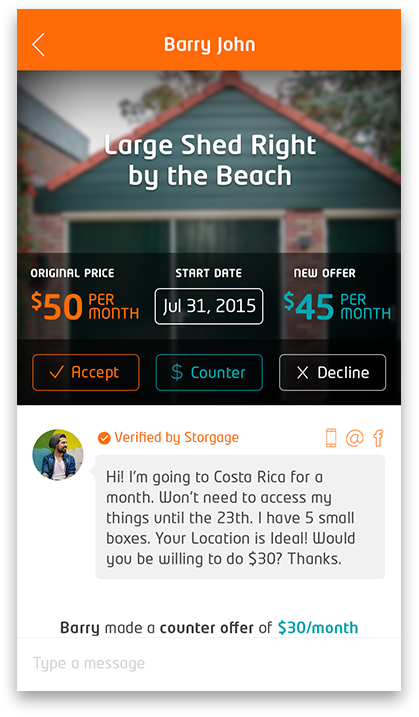 Barry John
Large Shed Right
by the Beach
ORIGINAL PRICE
$50 PER MONTH
START DATE
Jul 31, 2015
NEW OFFER
$45 PER MONTH
Accept
$ Counter
Decline
Verified by Storgage
Hi! I'm going to Costa Rica for a
month. Won't need to access my
things until the 23th. I have 5 small
boxes. Your Location is Ideal! Would
you be willing to do $30? Thanks.
Barry made a counter offer of $30/month
Type a message